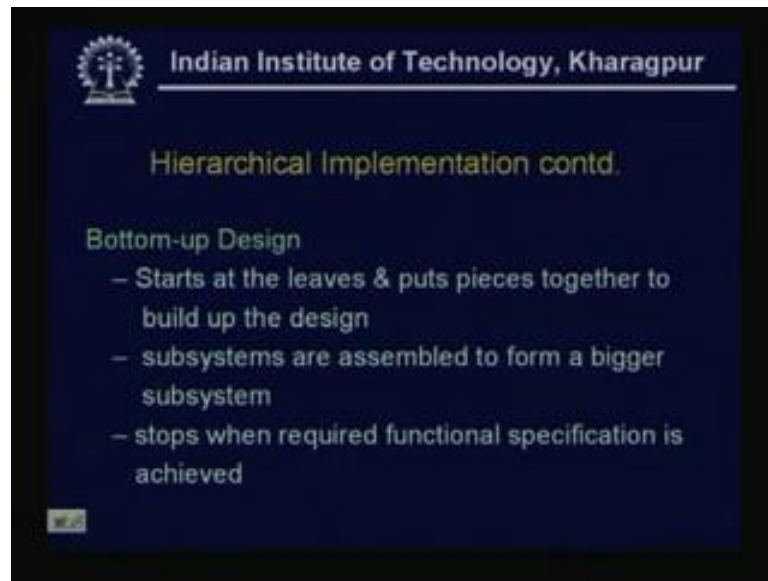 Indian Institute of Technology, Kharagpur
Hierarchical Implementation contd.
Bottom-up Design
– Starts at the leaves & puts pieces together to
build up the design
– subsystems are assembled to form a bigger
subsystem
– stops when required functional specification is
achieved